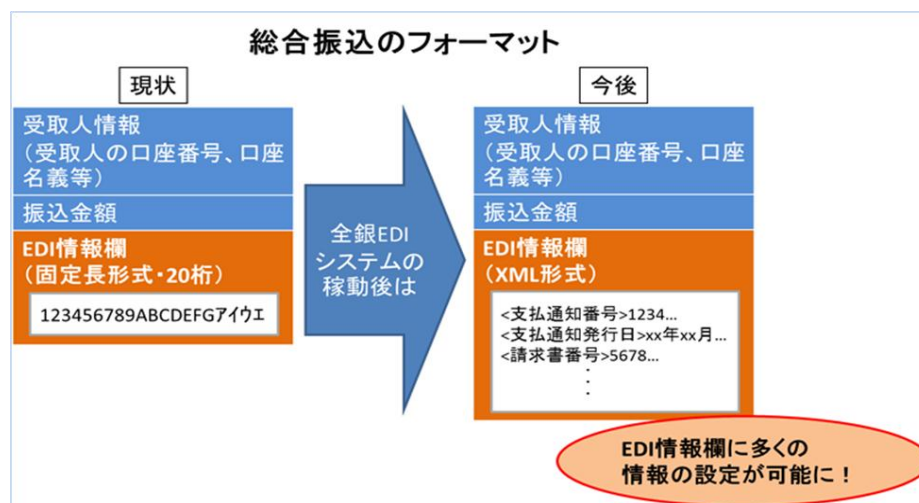 総合振込のフォーマット
現状
受取人情報
（受取人の口座番号、口座
名義等）
振込金額
EDI情報欄
（固定長形式・20桁）
123456789ABCDEFGアイウエ
全銀EDI
システムの
稼動後は
今後
受取人情報
（受取人の口座番号、口座
名義等）
振込金額
EDI情報欄
（XML形式）
<支払通知番号>1234…
<支払通知発行日>xx年xx月…
<請求書番号>5678…
⋮
EDI情報欄に多くの
情報の設定が可能に！